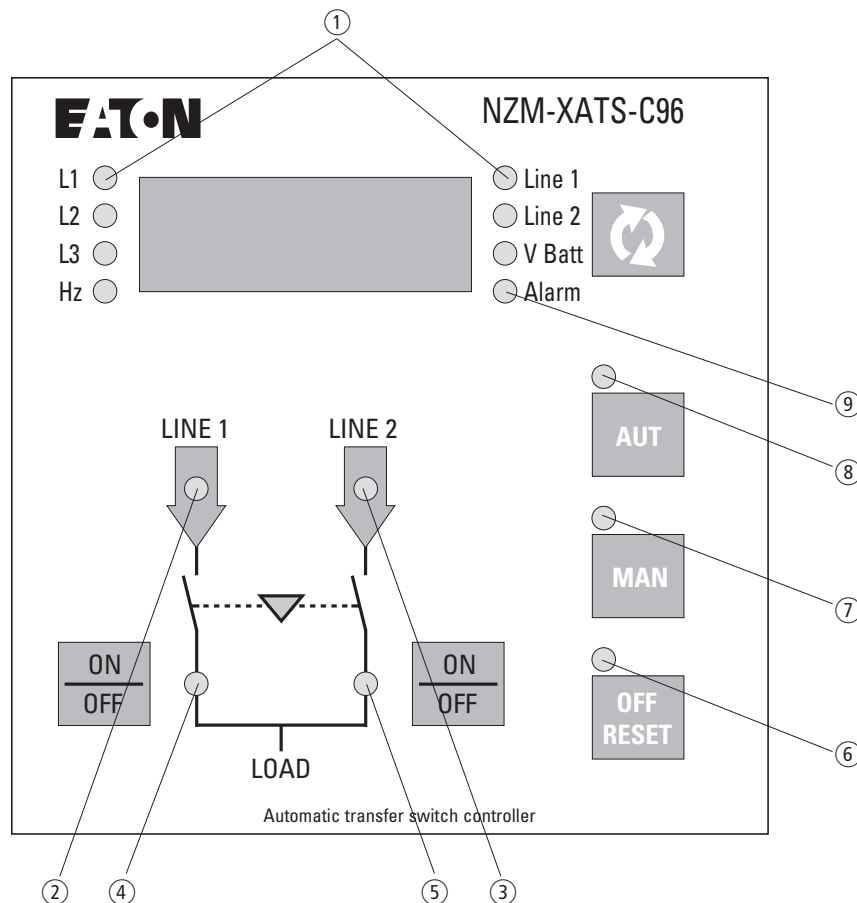 ①
EATON
NZM-XATS-C96
L1
Line 1
L2
Line 2
L3
V Batt
Hz
Alarm
⑨
LINE 1
LINE 2
AUT
⑧
MAN
⑦
ON
OFF
ON
OFF
OFF
RESET
⑥
LOAD
Automatic transfer switch controller
②
④
⑤
③